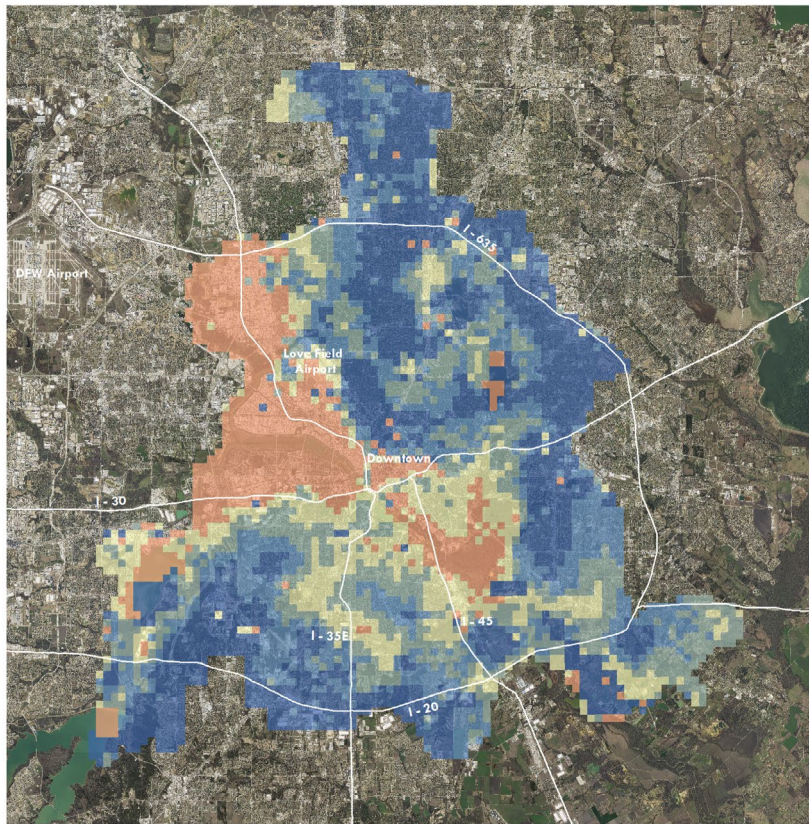 I - 635
DFW Airport
Love Field
Airport
Downtown
I - 30
I - 35E
I - 45
I - 20